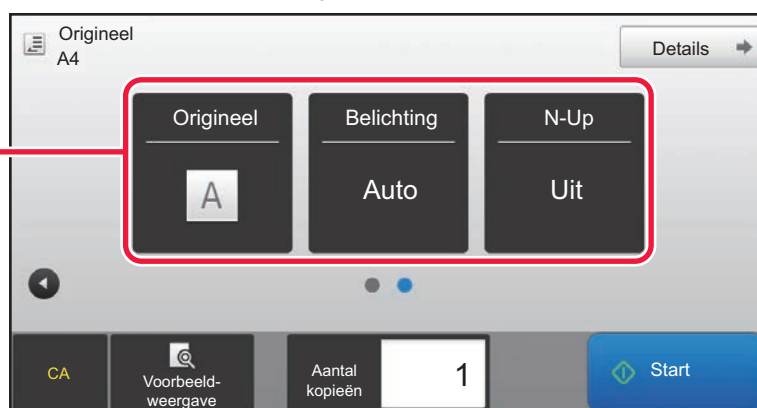 Origineel
A4
Details
Origineel
Belichting
N-Up
A
Auto
Uit
CA
Voorbeeld-
weergave
Aantal
kopieën
1
Start